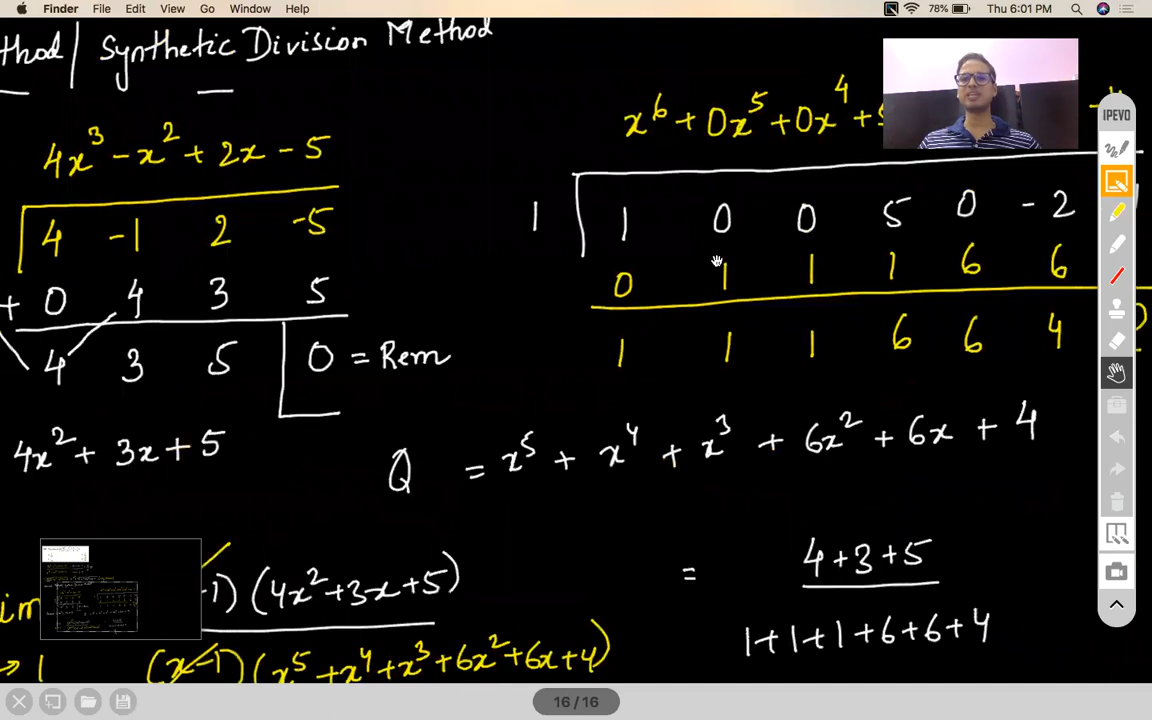 Finder File Edit View Go Window Help 78% Thu 6:01 PM
Synthetic Division Method
IPEVO
4x³ - x² + 2x - 5
4 -1 2 -5
+ 0 4 3 5
4 3 5 0 = Rem
4x² + 3x + 5
x⁶ + 0x⁵ + 0x⁴ +
1 1 0 0 5 0 -2
0 1 1 1 6 6
1 1 1 6 6 4
Q = x⁵ + x⁴ + x³ + 6x² + 6x + 4
-1) (4x² + 3x + 5)
→ 1 (x-1) (x⁵ + x⁴ + x³ + 6x² + 6x + 4)
= 4+3+5
1+1+1+6+6+4
16 / 16